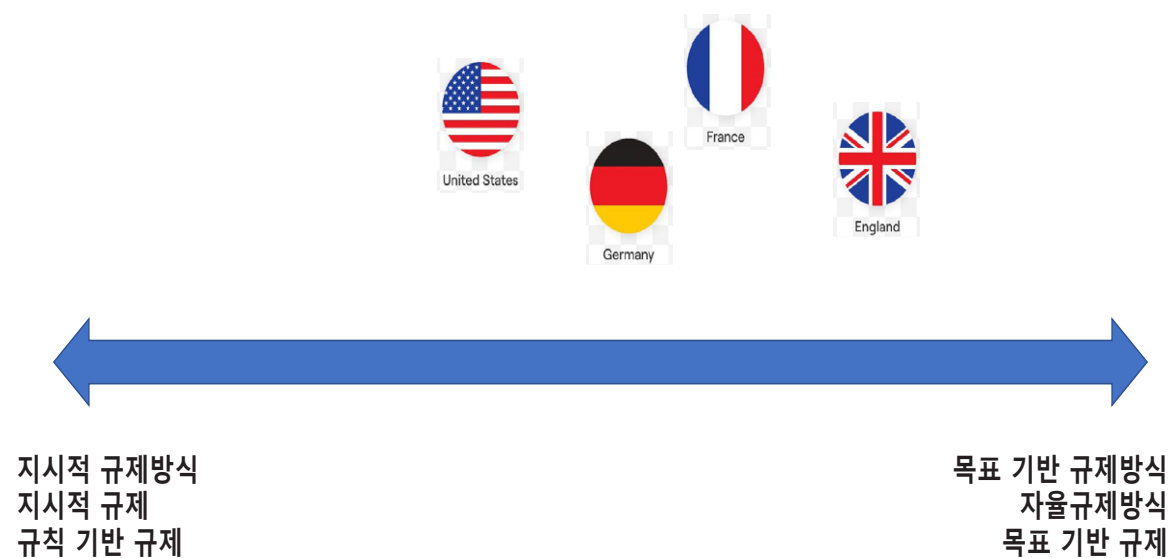 France
United States
England
Germany
지시적 규제방식
지시적 규제
규칙 기반 규제
목표 기반 규제방식
자율규제방식
목표 기반 규제